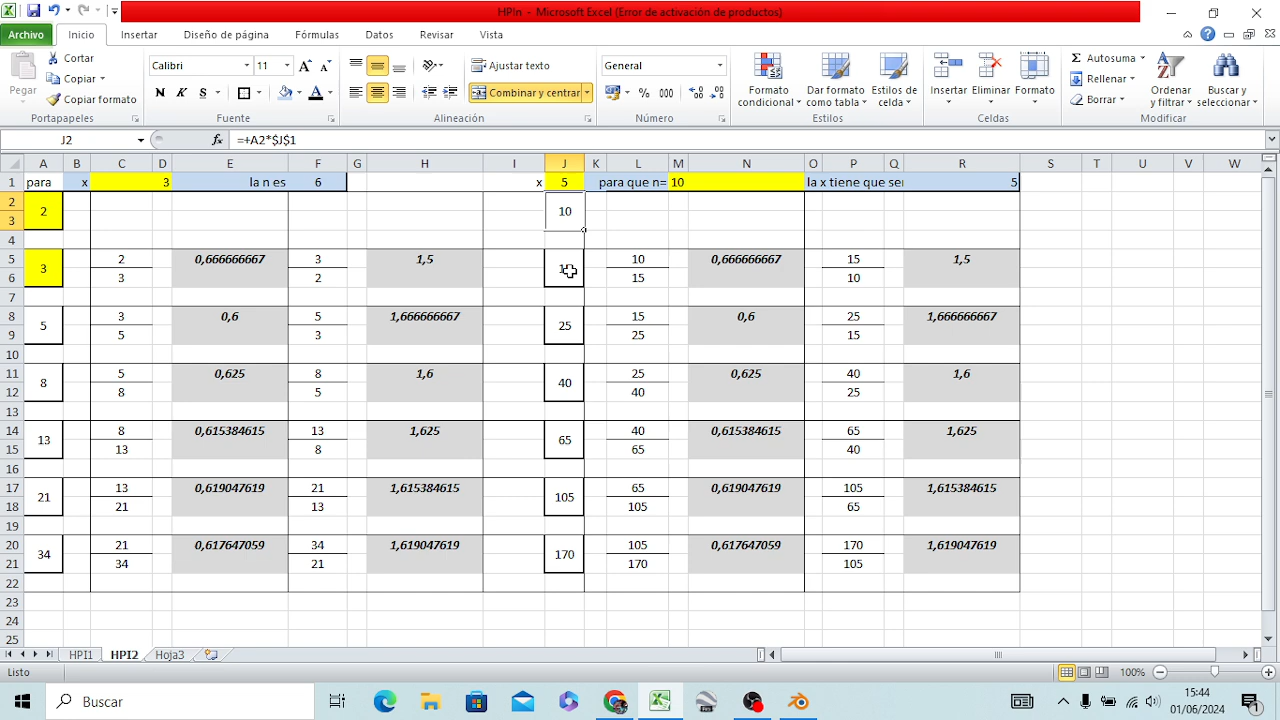 HPIn - Microsoft Excel (Error de activación de productos)
Archivo Inicio Insertar Diseño de página Fórmulas Datos Revisar Vista
Pegar
Cortar
Copiar
Copiar formato
Portapapeles
Calibri 11
N K S
Fuente
Ajustar texto
Combinar y centrar
Alineación
General
% 000
Número
Formato condicional
Dar formato como tabla
Estilos de celda
Estilos
Insertar
Eliminar
Formato
Celdas
Autosuma
Rellenar
Borrar
Ordenar y filtrar
Buscar y seleccionar
Modificar
J2 fx =+A2*$J$1
A B C D E F G H I J K L M N O P Q R S T U V W
1 para x 3 la n es 6 x 5 para que n= 10 la x tiene que ser 5
2 2 10
3
4
5 3 2 0,666666667 3 1,5 10 0,666666667 15 1,5
6 3 2 15 10
7
8 5 3 0,6 5 1,666666667 25 15 0,6 25 1,666666667
9 5 3 25 15
10
11 8 5 0,625 8 1,6 40 25 0,625 40 1,6
12 8 5 40 25
13
14 13 8 0,615384615 13 1,625 65 40 0,615384615 65 1,625
15 13 8 65 40
16
17 21 13 0,619047619 21 1,615384615 105 65 0,619047619 105 1,615384615
18 21 13 105 65
19
20 34 21 0,617647059 34 1,619047619 170 105 0,617647059 170 1,619047619
21 34 21 170 105
22
23
24
25
HPI1 HPI2 Hoja3
Listo 100%
Buscar
15:44
01/06/2024